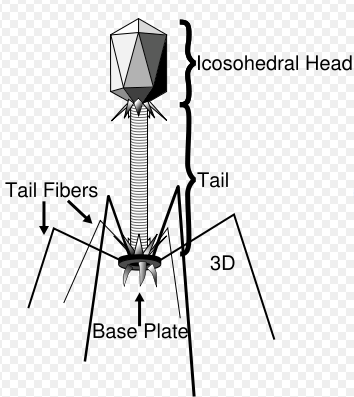 Icosohedral Head
Tail
Tail Fibers
3D
Base Plate